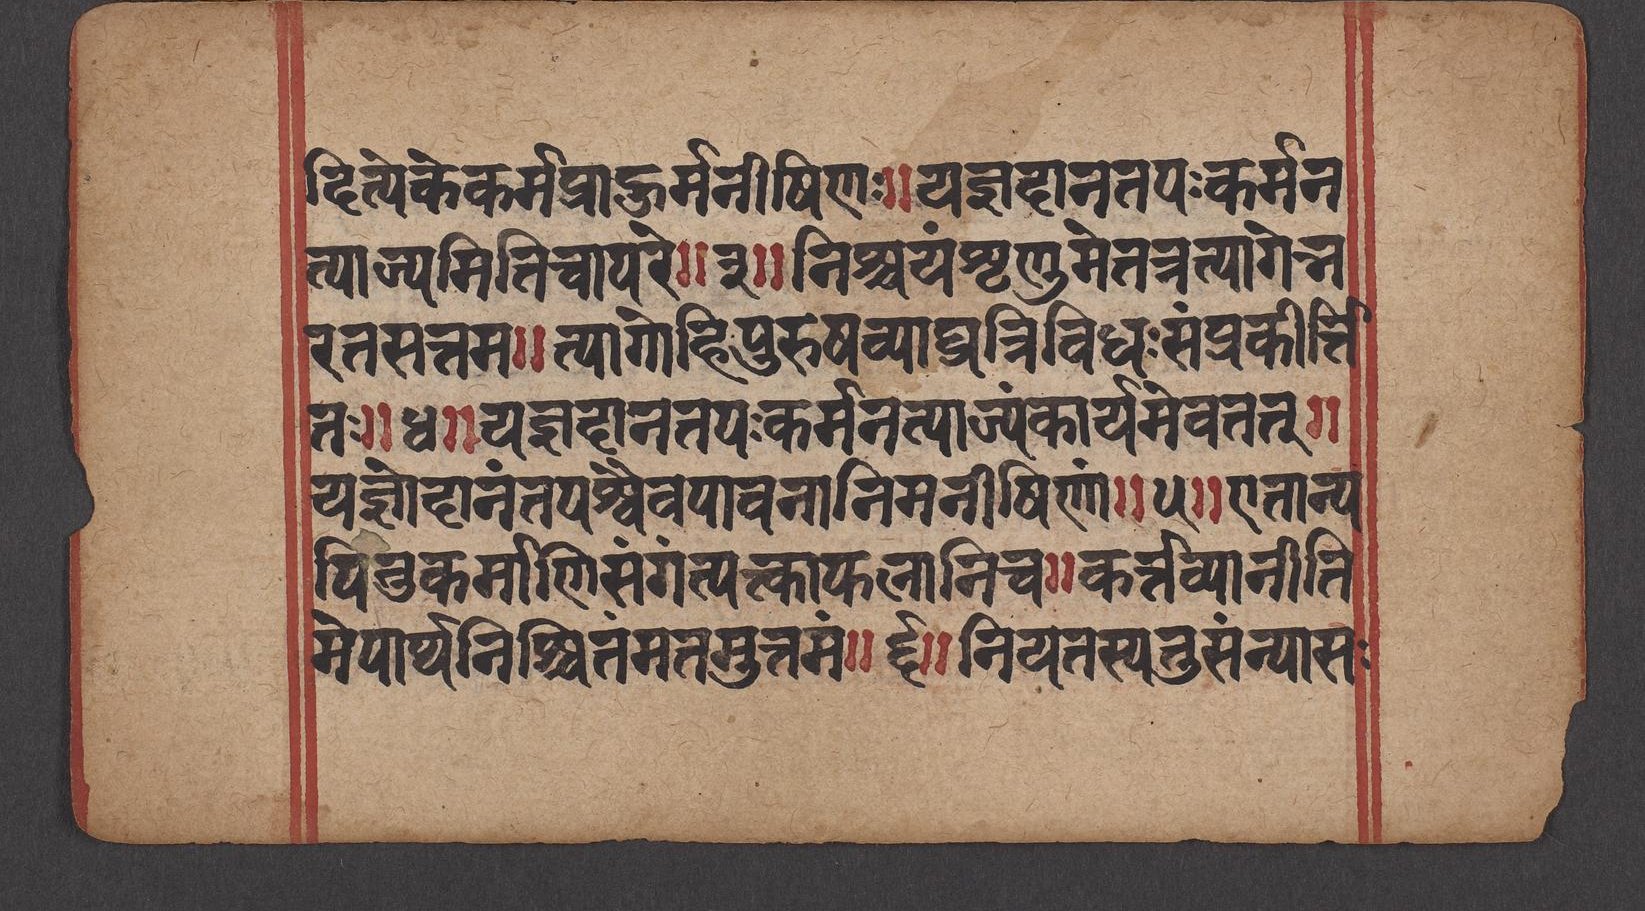 दित्येकेकर्मप्राहुर्मनीषिणः॥यज्ञदानतपःकर्मन
त्याज्यमितिचापरे॥३॥निश्चयंशृणुमेतत्रत्यागेन
रतसत्तम॥त्यागोहिपुरुषव्याघ्रत्रिविधःसंप्रकीर्त्ति
तः॥४॥यज्ञदानतपःकर्मनत्याज्यंकार्यमेवतत्॥
यज्ञोदानंतपश्चैवपावनानिमनीषिणां॥५॥एतान्य
पितुकर्माणिसंगंत्यत्काफलानिच॥कर्त्तव्यानीति
मेपार्थनिश्चितंमतमुत्तमं॥६॥नियतस्यतुसंन्यासः